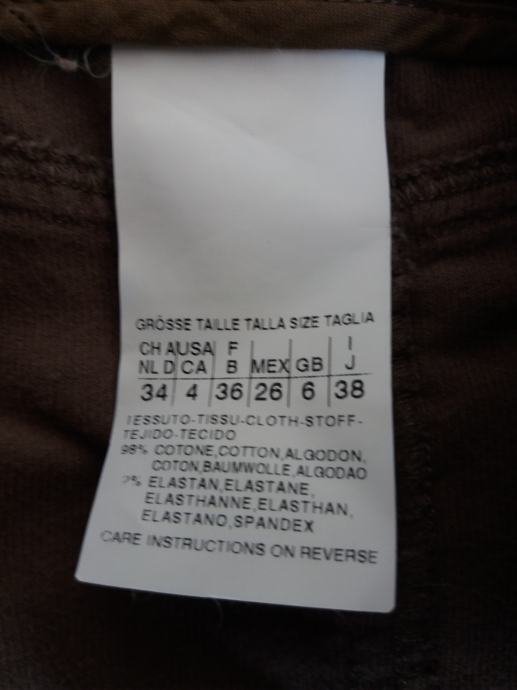 GRÖSSE TAILLE TALLA SIZE TAGLIA
CH A USA F I
NL D CA B MEX GB J
34 4 36 26 6 38
TESSUTO-TISSU-CLOTH-STOFF-
TEJIDO-TECIDO
98% COTONE,COTTON,ALGODON,
COTON,BAUMWOLLE,ALGODAO
2% ELASTAN,ELASTANE,
ELASTHANNE,ELASTHAN,
ELASTANO,SPANDEX
CARE INSTRUCTIONS ON REVERSE